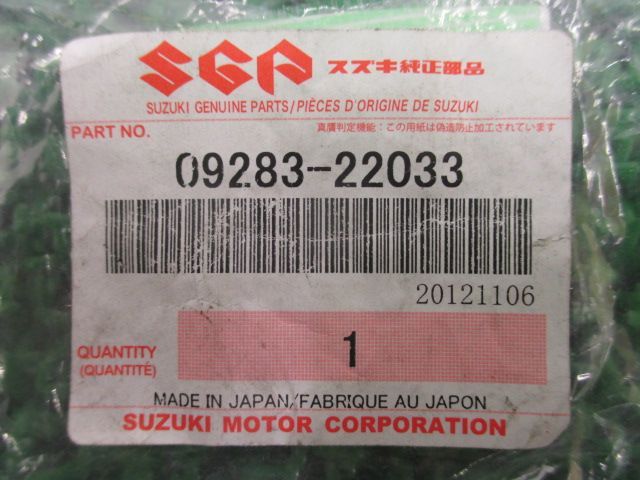 SGP スズキ純正部品
SUZUKI GENUINE PARTS/PIÈCES D'ORIGINE DE SUZUKI
PART NO.
真贋判定機能：この用紙は偽造防止加工されています
09283-22033
20121106
QUANTITY
(QUANTITÉ)
1
MADE IN JAPAN/FABRIQUE AU JAPON
SUZUKI MOTOR CORPORATION